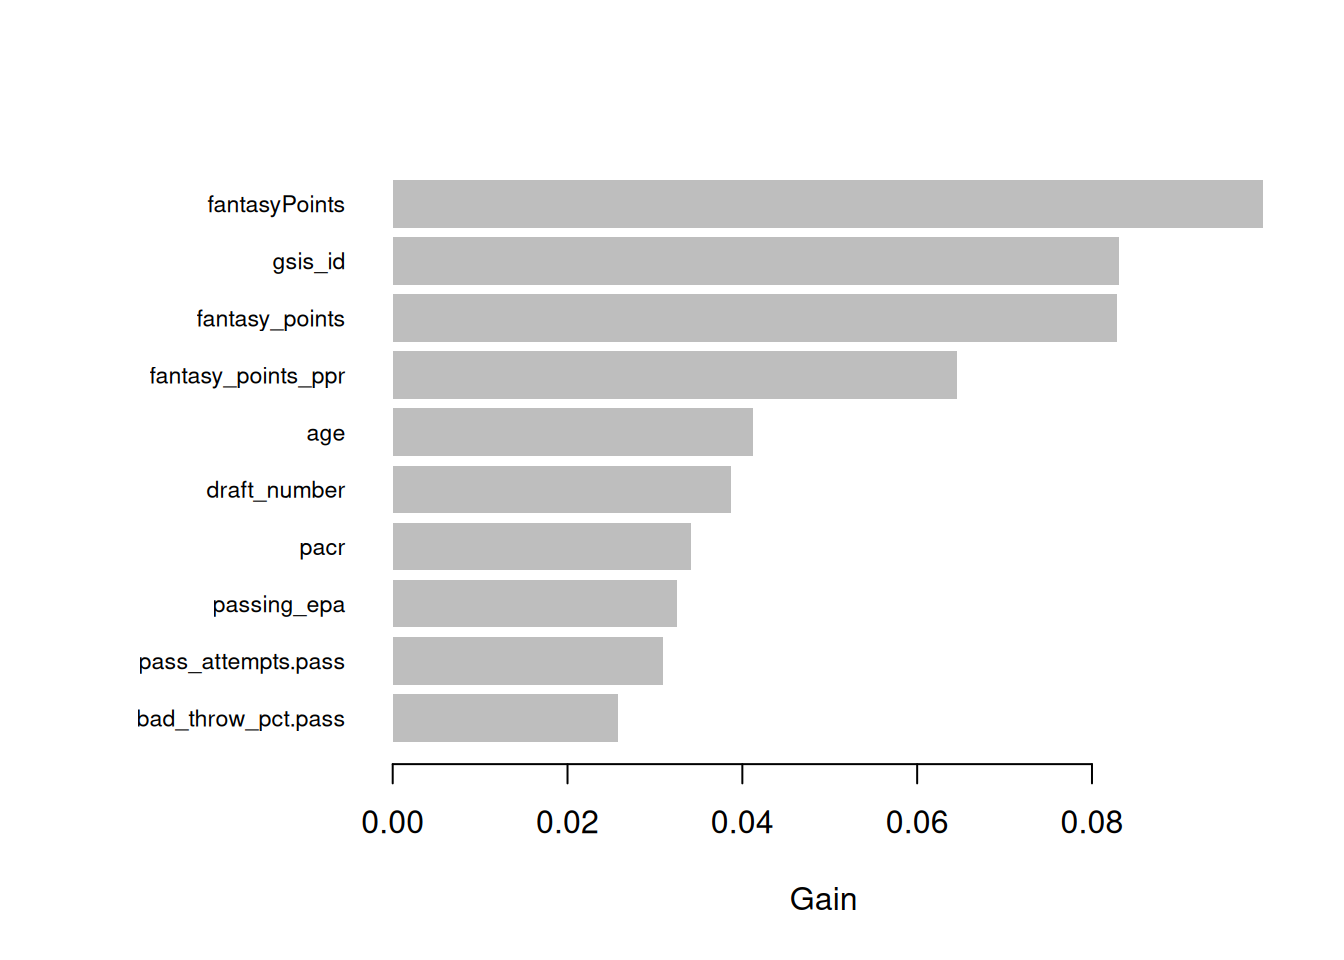 fantasyPoints
gsis_id
fantasy_points
fantasy_points_ppr
age
draft_number
pacr
passing_epa
pass_attempts.pass
bad_throw_pct.pass
0.00 0.02 0.04 0.06 0.08
Gain